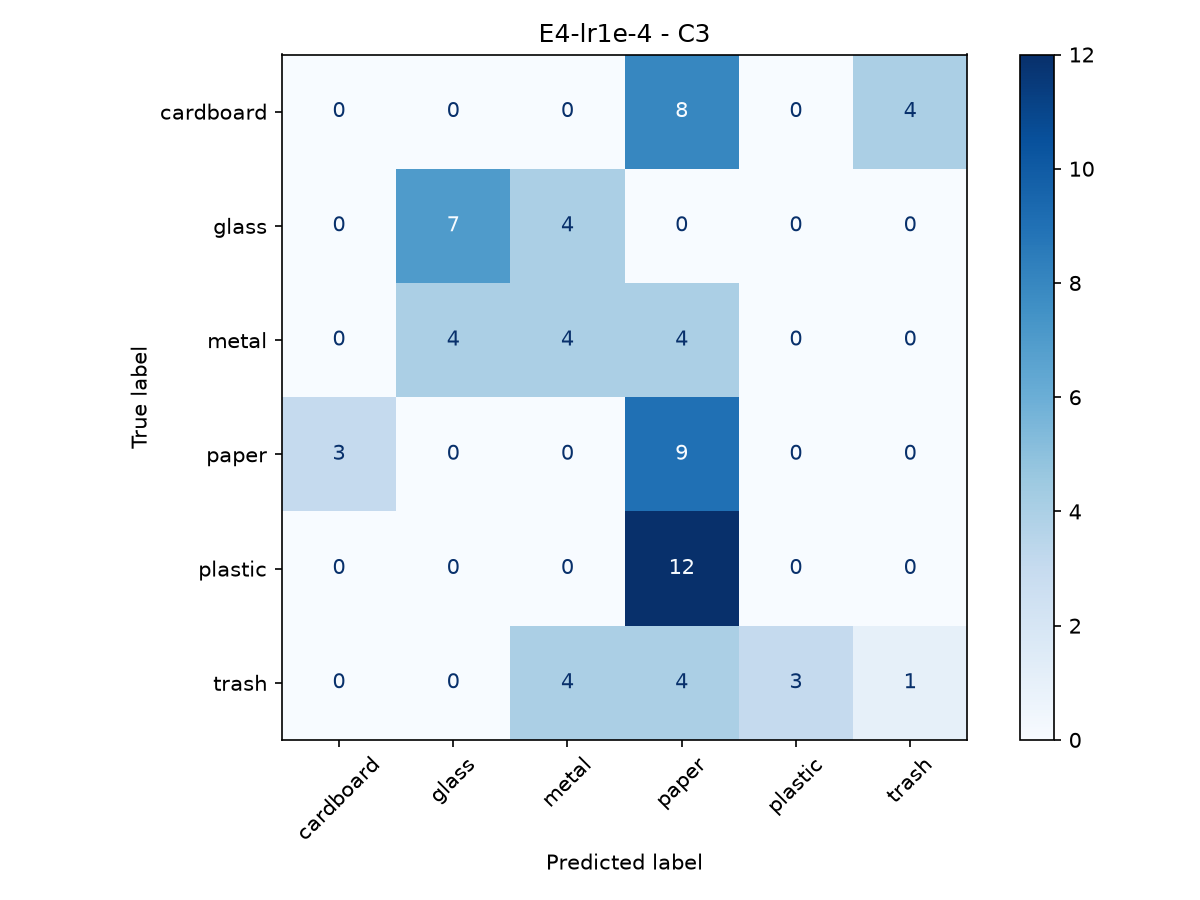 E4-lr1e-4 - C3
cardboard 0 0 0 8 0 4
glass 0 7 4 0 0 0
metal 0 4 4 4 0 0
paper 3 0 0 9 0 0
plastic 0 0 0 12 0 0
trash 0 0 4 4 3 1
True label
cardboard glass metal paper plastic trash
Predicted label
12
10
8
6
4
2
0